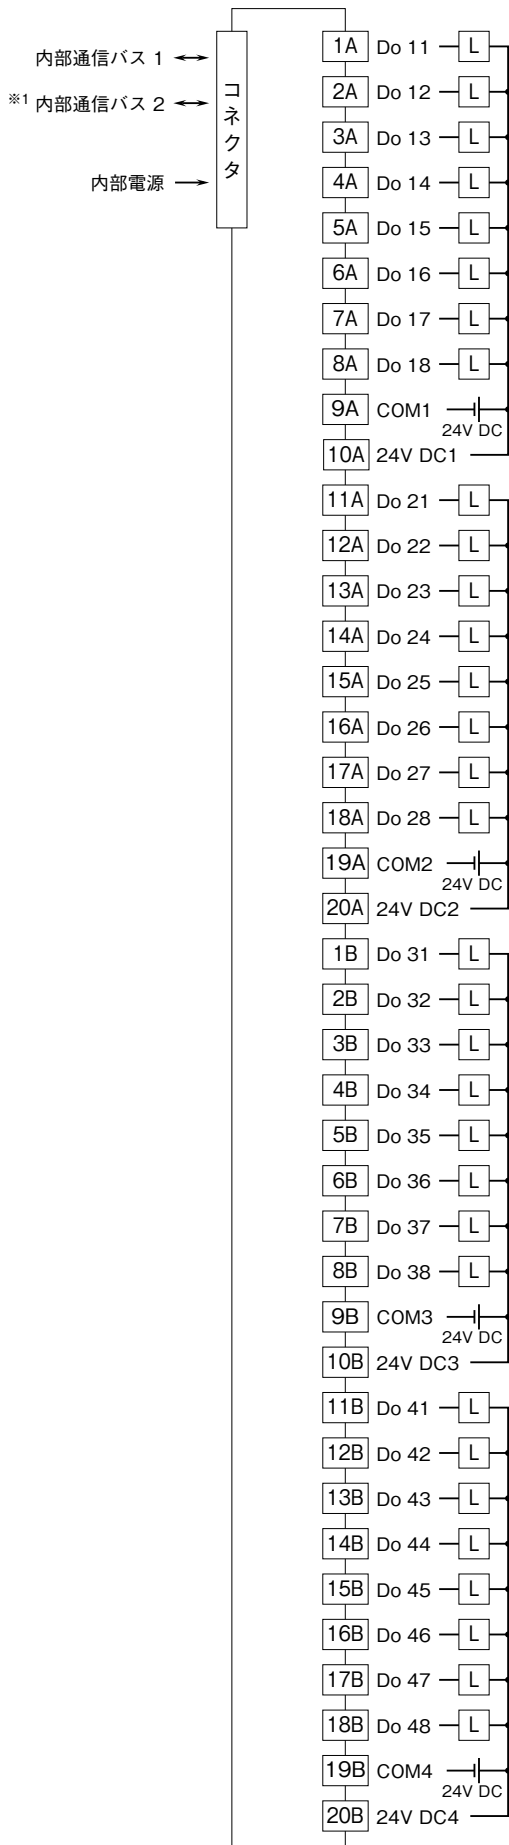 内部通信バス 1
※1 内部通信バス 2
内部電源
コネクタ
1A Do 11 L
2A Do 12 L
3A Do 13 L
4A Do 14 L
5A Do 15 L
6A Do 16 L
7A Do 17 L
8A Do 18 L
9A COM1
24V DC
10A 24V DC1
11A Do 21 L
12A Do 22 L
13A Do 23 L
14A Do 24 L
15A Do 25 L
16A Do 26 L
17A Do 27 L
18A Do 28 L
19A COM2
24V DC
20A 24V DC2
1B Do 31 L
2B Do 32 L
3B Do 33 L
4B Do 34 L
5B Do 35 L
6B Do 36 L
7B Do 37 L
8B Do 38 L
9B COM3
24V DC
10B 24V DC3
11B Do 41 L
12B Do 42 L
13B Do 43 L
14B Do 44 L
15B Do 45 L
16B Do 46 L
17B Do 47 L
18B Do 48 L
19B COM4
24V DC
20B 24V DC4